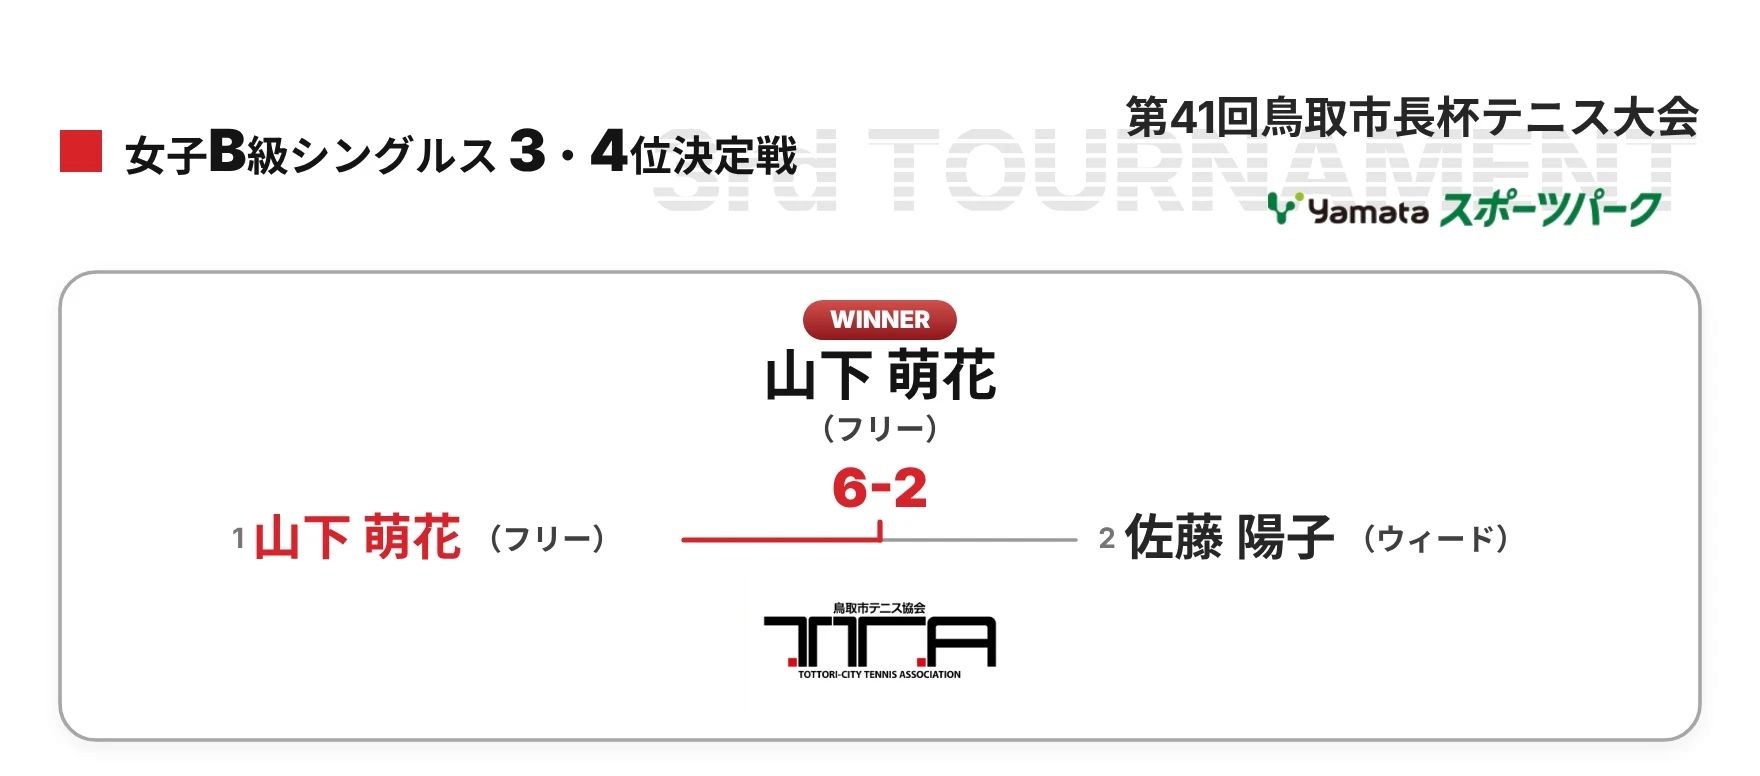 第41回鳥取市長杯テニス大会
女子B級シングルス 3・4位決定戦
3rd TOURNAMENT
Yamata スポーツパーク
WINNER
山下 萌花
（フリー）
6-2
1 山下 萌花 （フリー）
2 佐藤 陽子 （ウィード）
鳥取市テニス協会
TTA
TOTTORI-CITY TENNIS ASSOCIATION